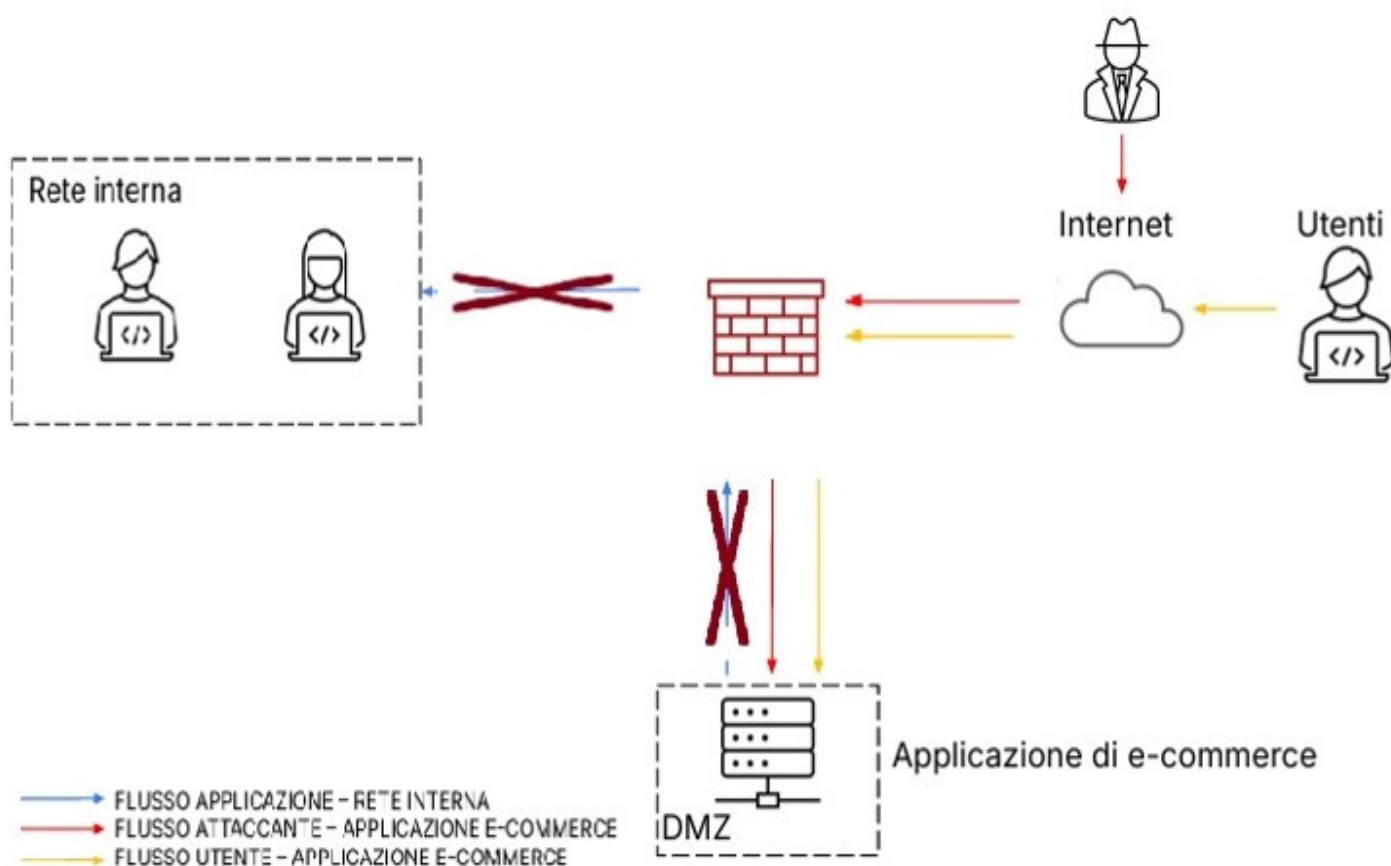 Rete interna
Internet
Utenti
</>
</>
</>
Applicazione di e-commerce
DMZ
FLUSSO APPLICAZIONE – RETE INTERNA
FLUSSO ATTACCANTE – APPLICAZIONE E-COMMERCE
FLUSSO UTENTE – APPLICAZIONE E-COMMERCE